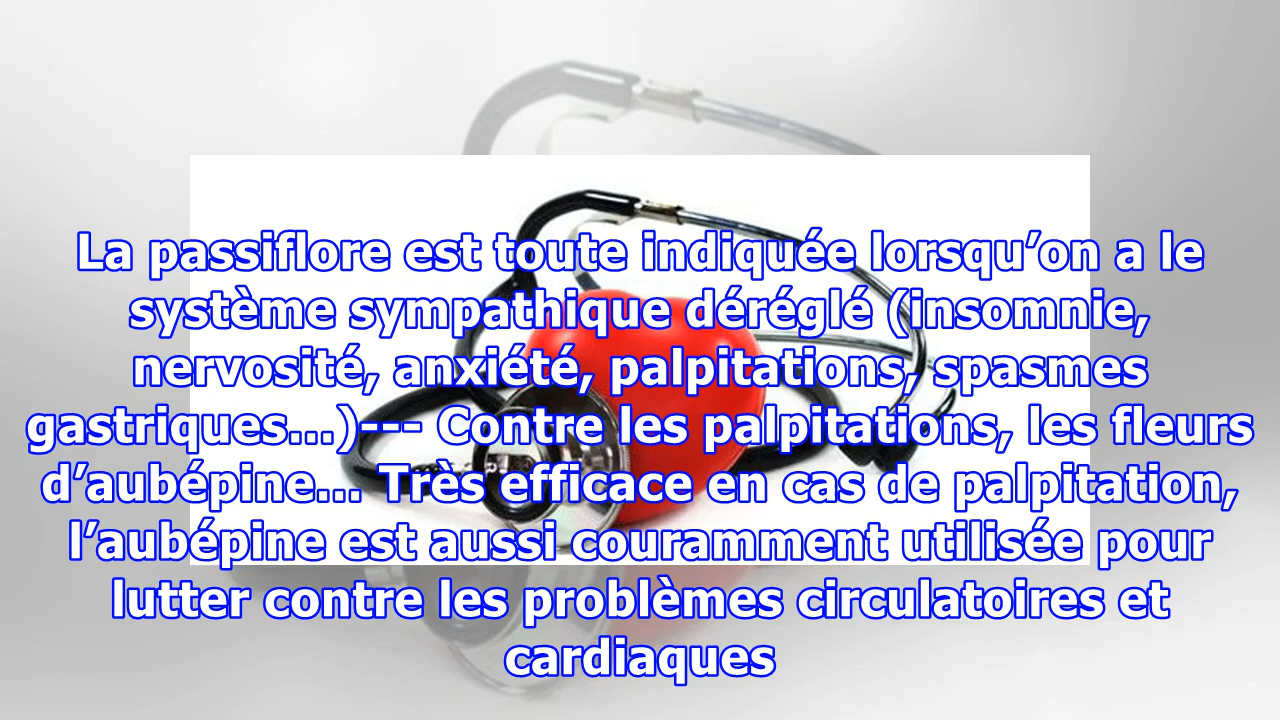 La passiflore est toute indiquée lorsqu’on a le
système sympathique déréglé (insomnie,
nervosité, anxiété, palpitations, spasmes
gastriques...)--- Contre les palpitations, les fleurs
d’aubépine... Très efficace en cas de palpitation,
l’aubépine est aussi couramment utilisée pour
lutter contre les problèmes circulatoires et
cardiaques